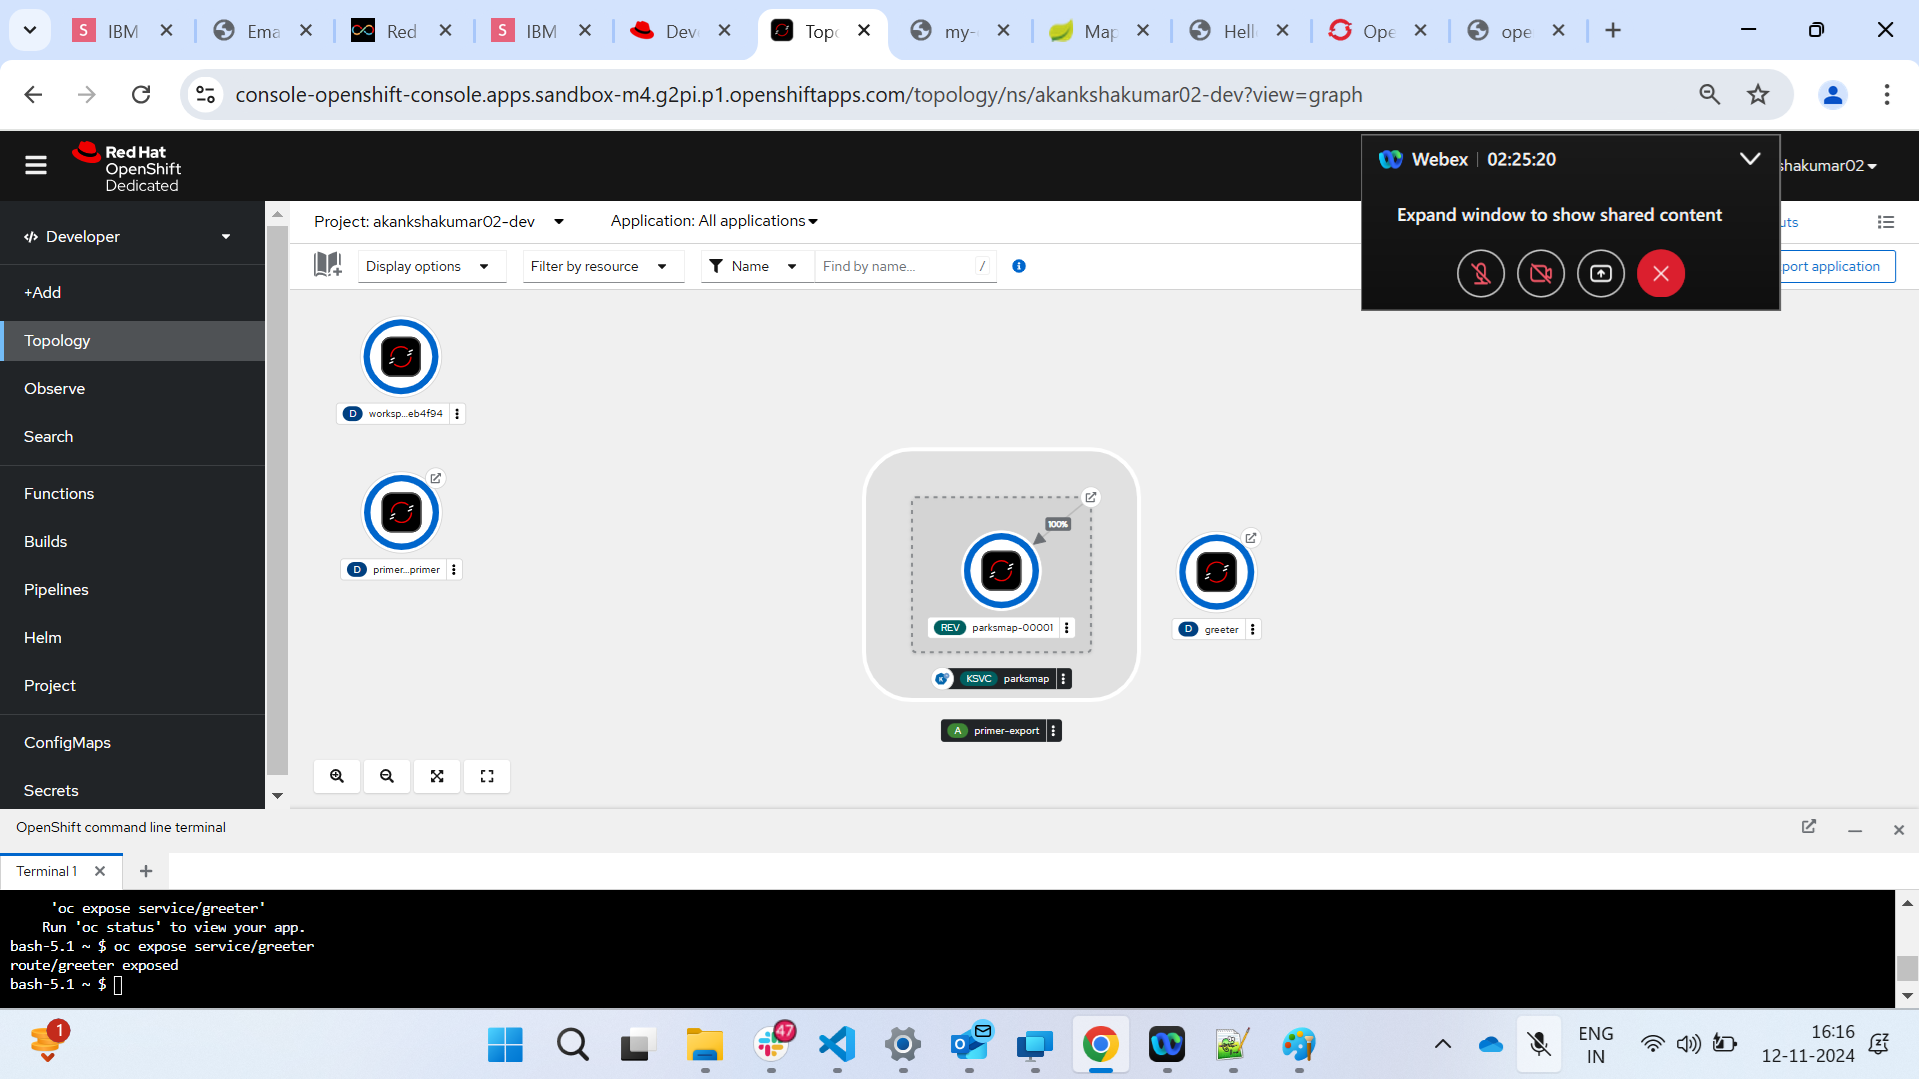 IBM
Ema
Red
IBM
Dev
Topo
my-
Map
Hell
Ope
ope
console-openshift-console.apps.sandbox-m4.g2pi.p1.openshiftapps.com/topology/ns/akankshakumar02-dev?view=graph
Red Hat
OpenShift
Dedicated
Webex | 02:25:20
shakumar02
Expand window to show shared content
Developer
Project: akankshakumar02-dev
Application: All applications
uts
Display options
Filter by resource
Name
Find by name...
/
port application
+Add
Topology
Observe
Search
Functions
Builds
Pipelines
Helm
Project
ConfigMaps
Secrets
D worksp...eb4f94
D primer...primer
100%
REV parksmap-00001
KSVC parksmap
A primer-export
D greeter
OpenShift command line terminal
Terminal 1
'oc expose service/greeter'
Run 'oc status' to view your app.
bash-5.1 ~ $ oc expose service/greeter
route/greeter exposed
bash-5.1 ~ $
1
47
ENG
IN
16:16
12-11-2024